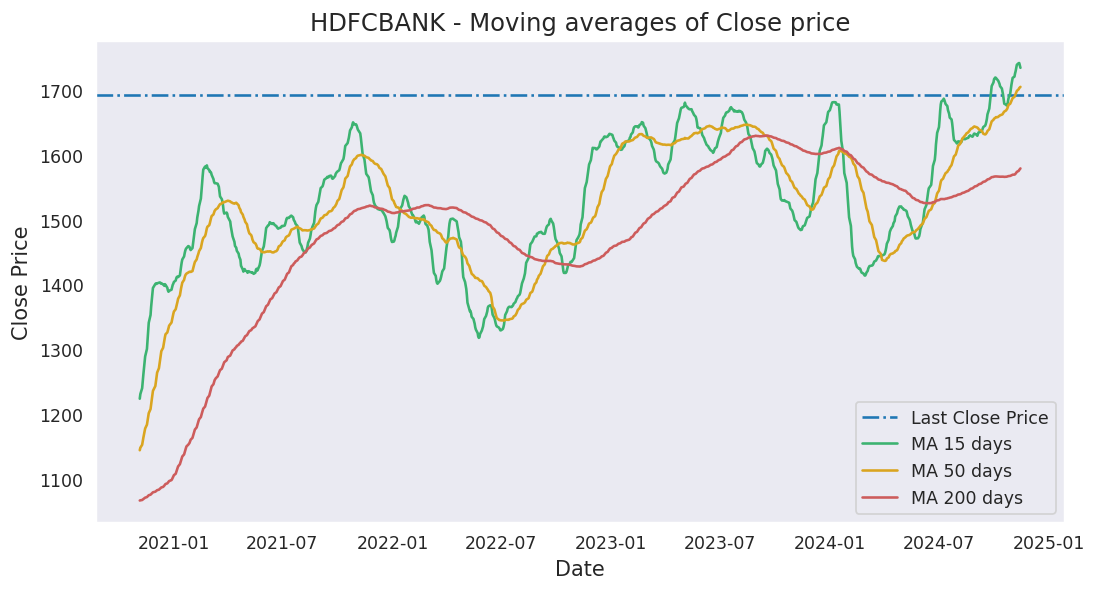 HDFCBANK - Moving averages of Close price
Close Price
1700
1600
1500
1400
1300
1200
1100
Last Close Price
MA 15 days
MA 50 days
MA 200 days
2021-01 2021-07 2022-01 2022-07 2023-01 2023-07 2024-01 2024-07 2025-01
Date